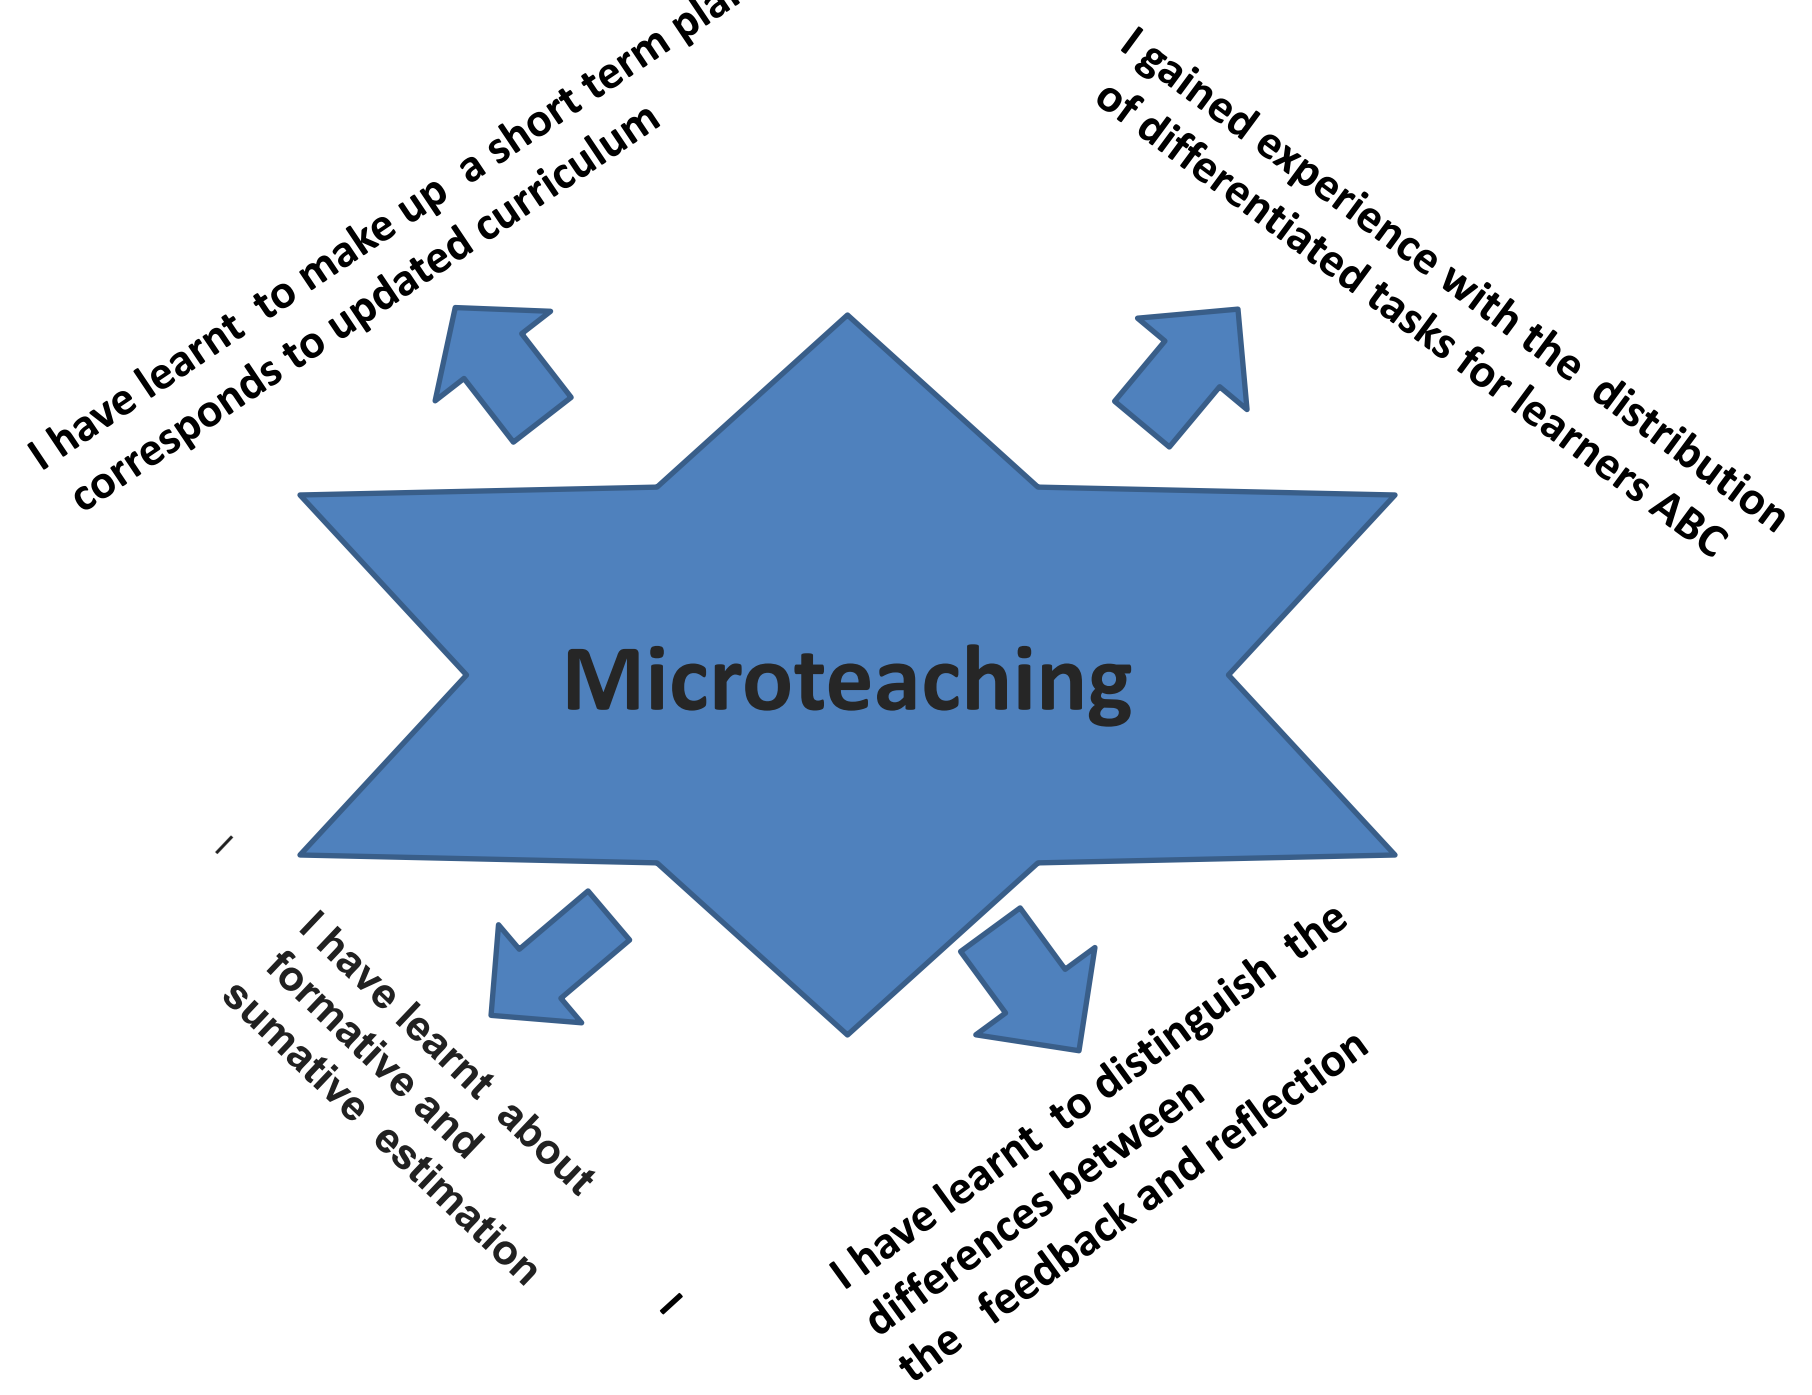 I have learnt to make up a short term plan
corresponds to updated curriculum
I gained experience with the distribution
of differentiated tasks for learners ABC
Microteaching
I
I have learnt about
formative and
sumative estimation
I
I have learnt to distinguish the
differences between
the feedback and reflection